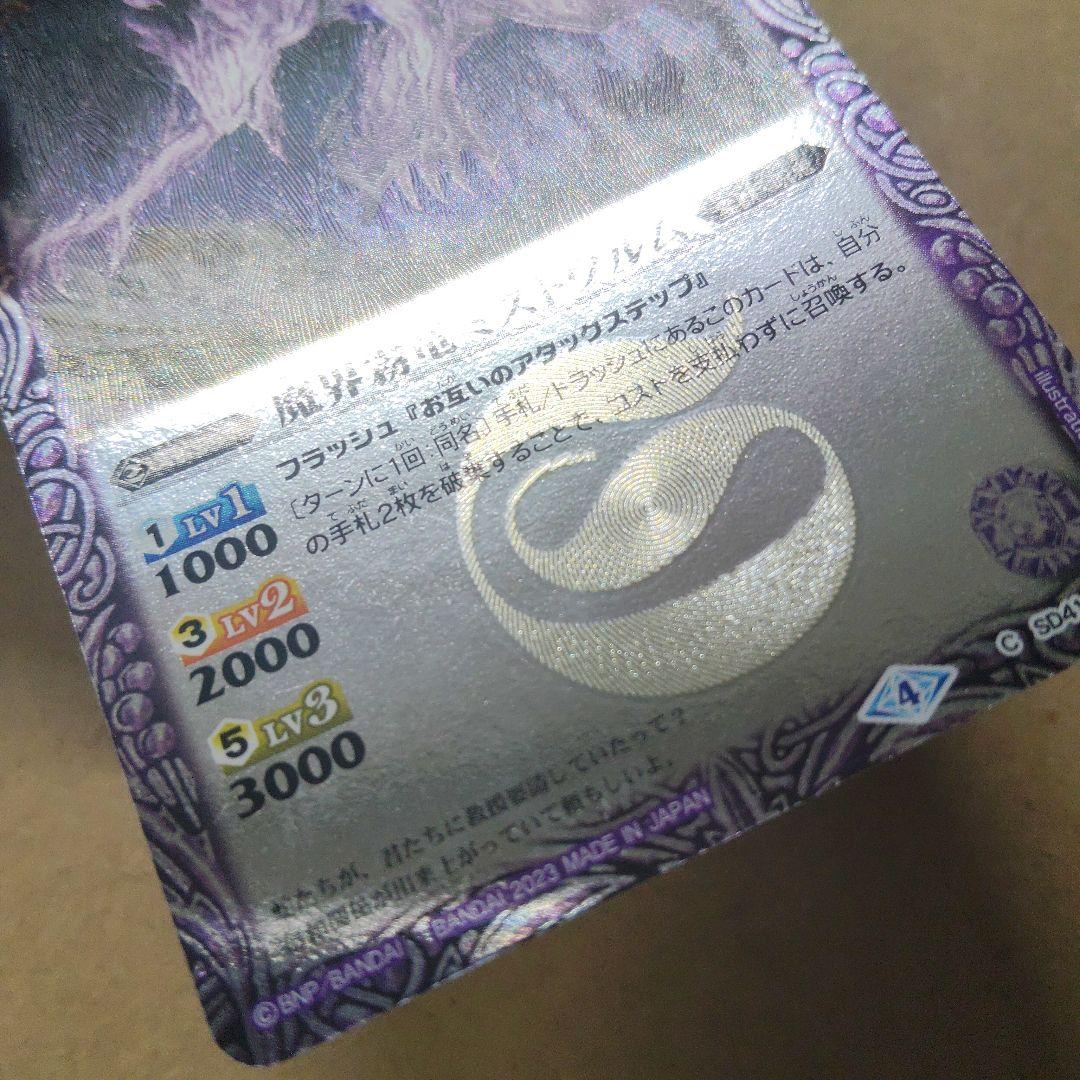 魔界霧竜ミストヴルム
フラッシュ『お互いのアタックステップ』
〔ターンに1回:同名〕手札/トラッシュにあるこのカードは、自分
の手札2枚を破棄することで、コストを支払わずに召喚する。
1 LV1
1000
3 LV2
2000
5 LV3
3000
君たちに救援要請していたって?
が出来上がっていて頼もしいよ。
4
C SD41
©BNP/BANDAI BANDAI 2023 MADE IN JAPAN